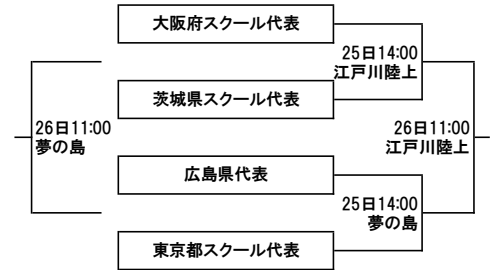 大阪府スクール代表
25日14:00
江戸川陸上
茨城県スクール代表
26日11:00
夢の島
26日11:00
江戸川陸上
広島県代表
25日14:00
夢の島
東京都スクール代表